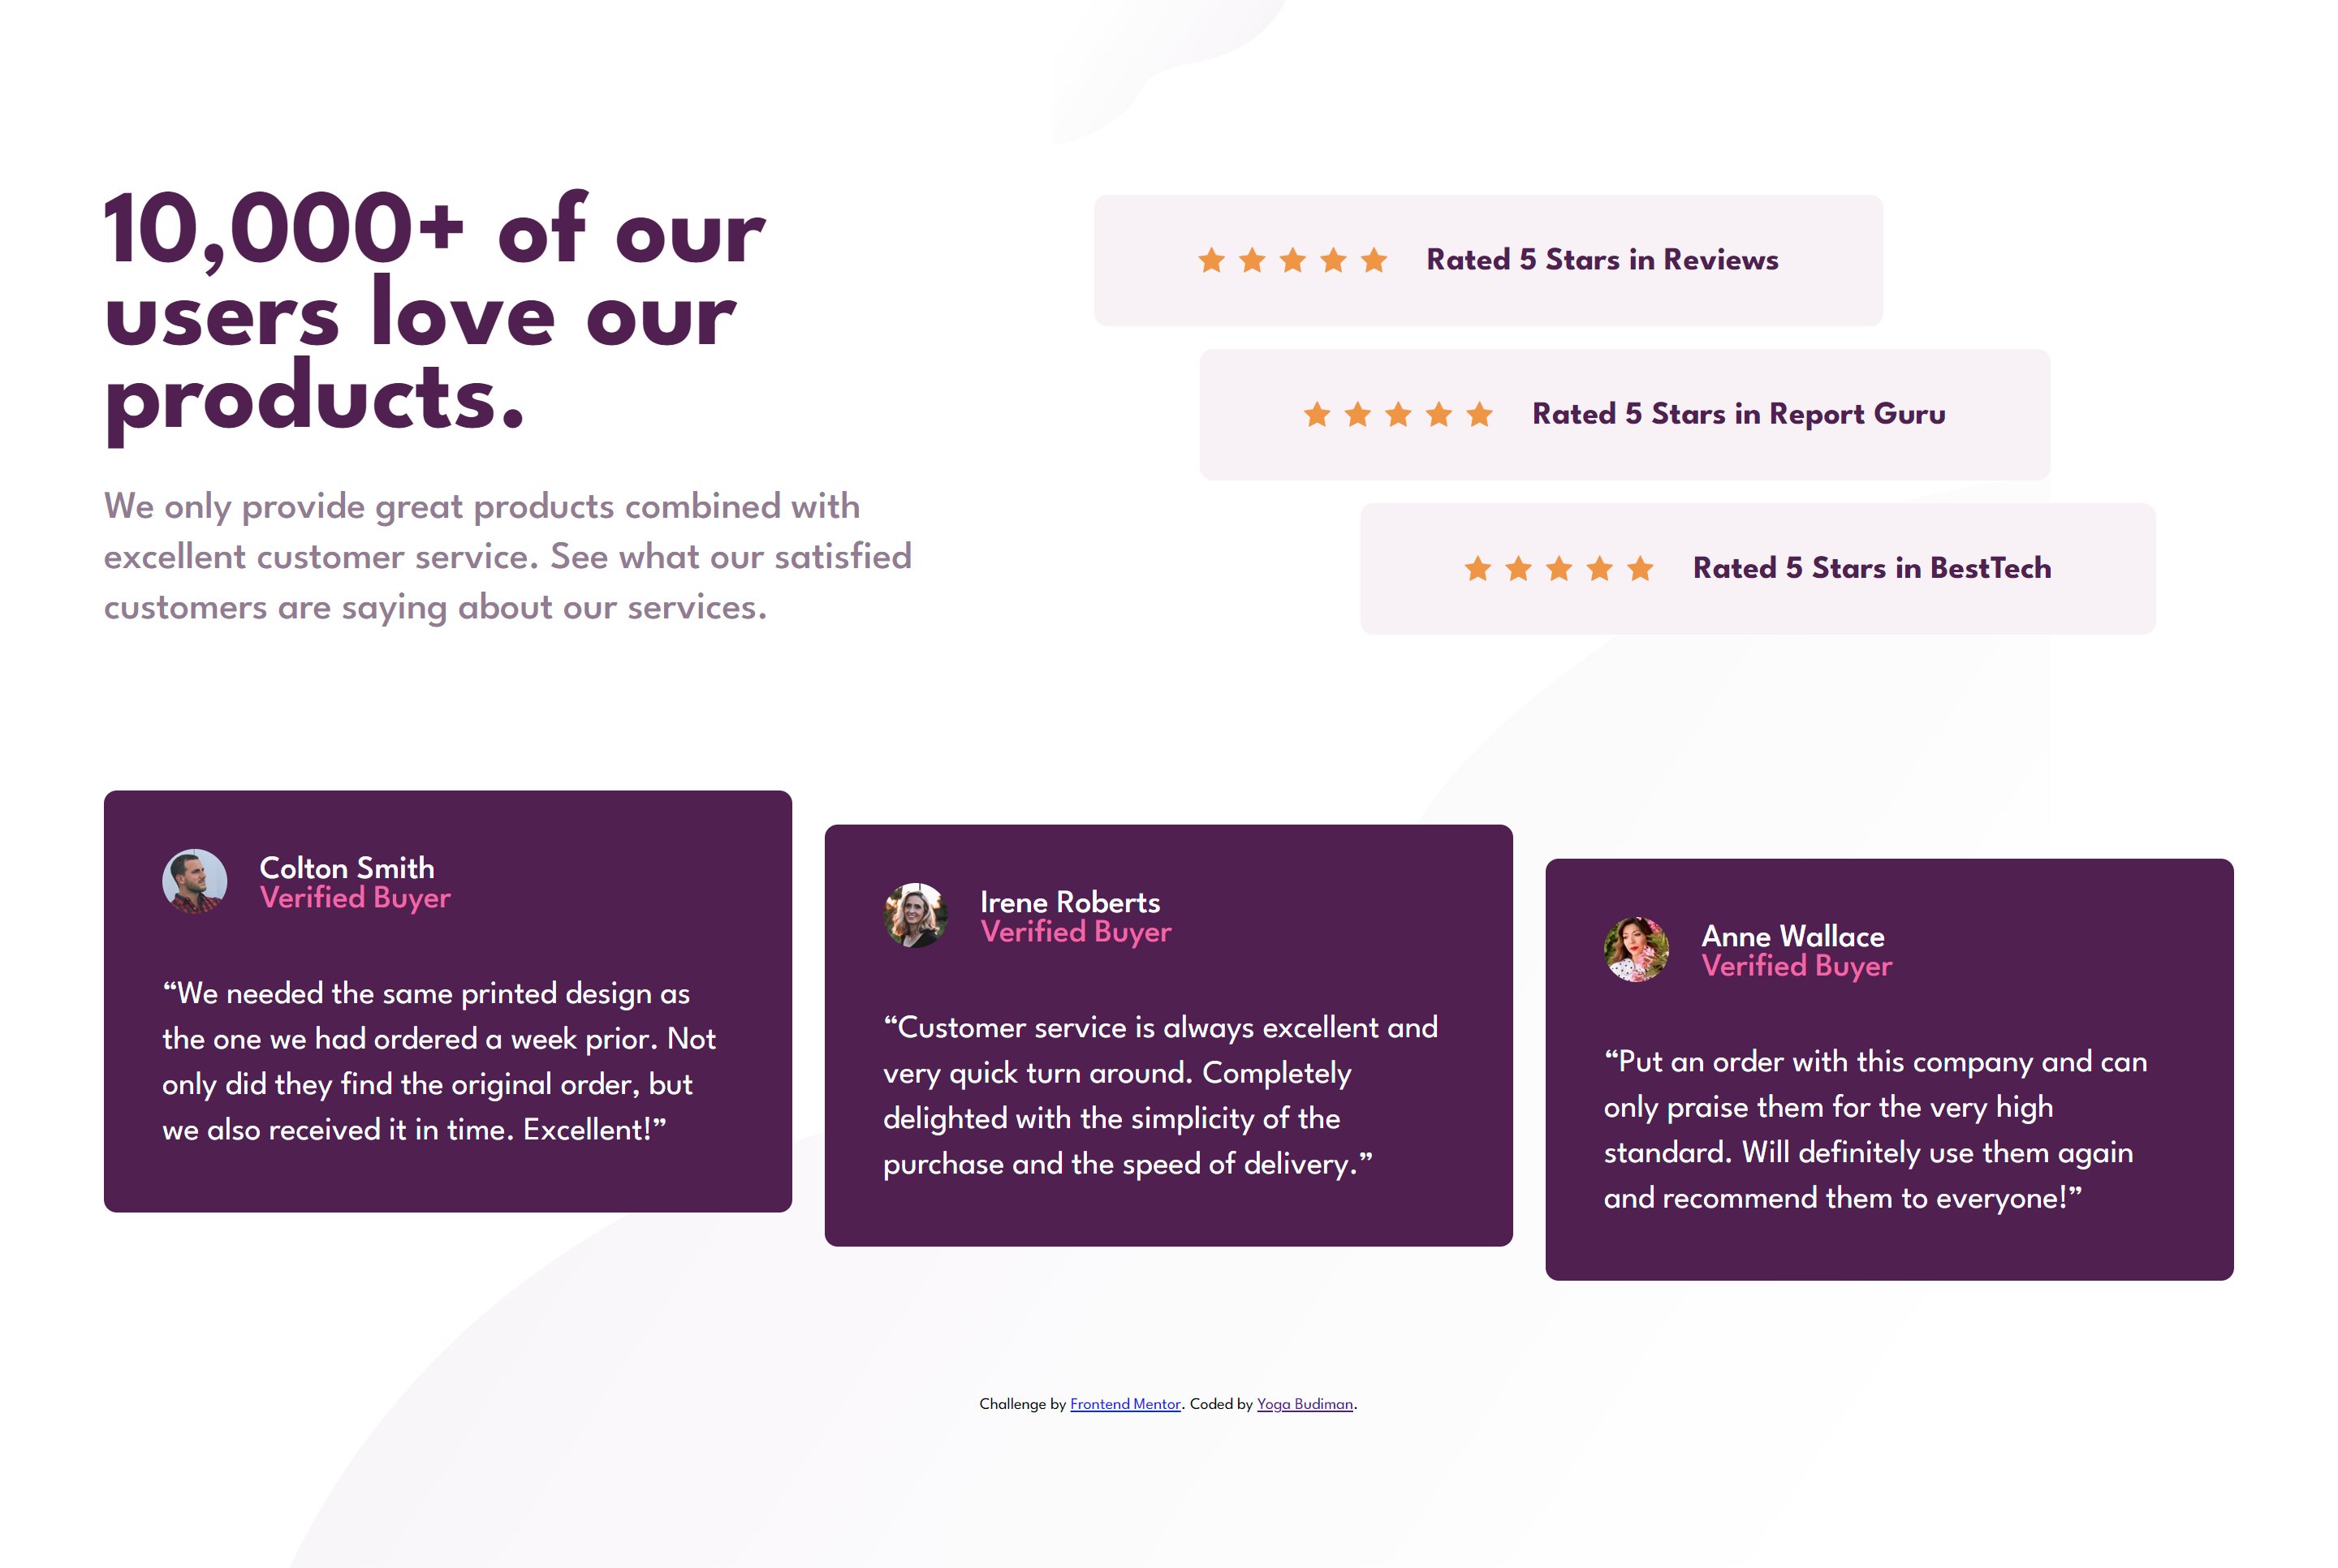 10,000+ of our
users love our
products.
We only provide great products combined with
excellent customer service. See what our satisfied
customers are saying about our services.
Rated 5 Stars in Reviews
Rated 5 Stars in Report Guru
Rated 5 Stars in BestTech
Colton Smith
Verified Buyer
“We needed the same printed design as
the one we had ordered a week prior. Not
only did they find the original order, but
we also received it in time. Excellent!”
Irene Roberts
Verified Buyer
“Customer service is always excellent and
very quick turn around. Completely
delighted with the simplicity of the
purchase and the speed of delivery.”
Anne Wallace
Verified Buyer
“Put an order with this company and can
only praise them for the very high
standard. Will definitely use them again
and recommend them to everyone!”
Challenge by Frontend Mentor. Coded by Yoga Budiman.